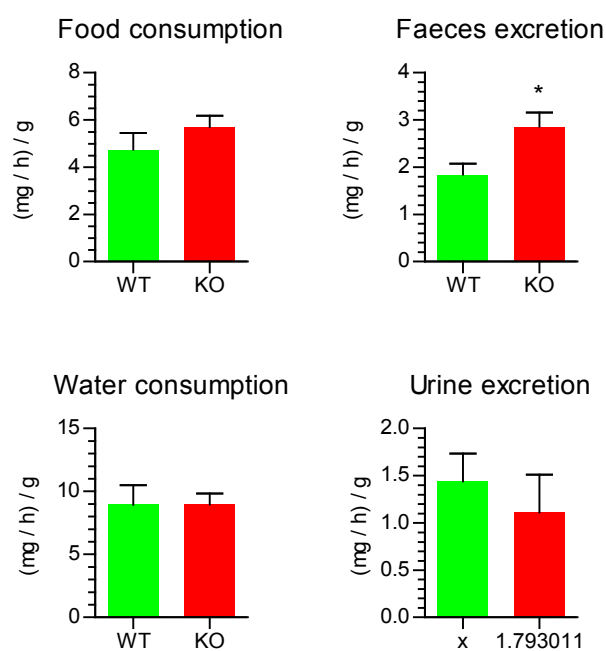 Food consumption
(mg / h) / g
8
6
4
2
0
WT KO
Faeces excretion
(mg / h) / g
4
3
2
1
0
*
WT KO
Water consumption
(mg / h) / g
15
10
5
0
WT KO
Urine excretion
(mg / h) / g
2.0
1.5
1.0
0.5
0.0
x 1.793011